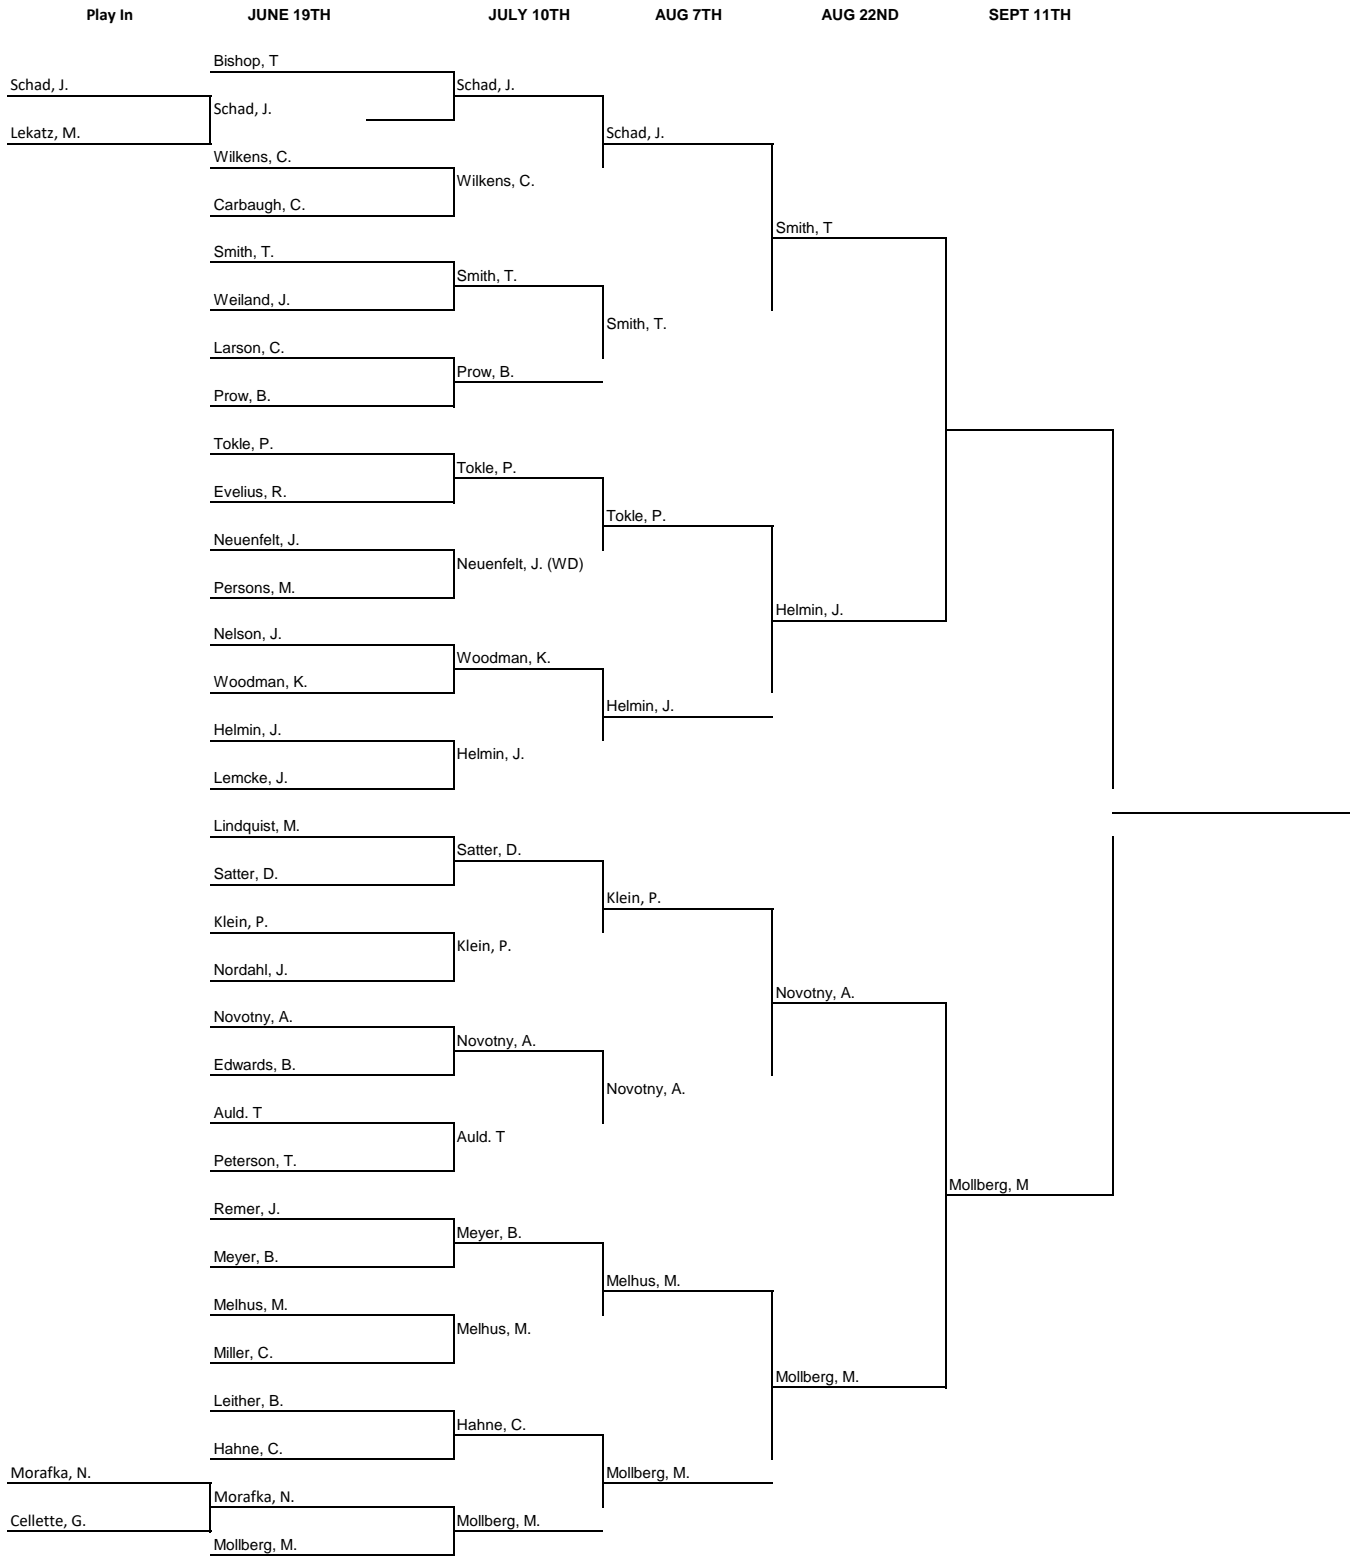 Play In JUNE 19TH JULY 10TH AUG 7TH AUG 22ND SEPT 11TH
Bishop, T
Schad, J. Schad, J.
Schad, J.
Lekatz, M. Schad, J.
Wilkens, C.
Wilkens, C.
Carbaugh, C.
Smith, T
Smith, T.
Smith, T.
Weiland, J.
Smith, T.
Larson, C.
Prow, B.
Prow, B.
Tokle, P.
Tokle, P.
Evelius, R.
Tokle, P.
Neuenfelt, J.
Neuenfelt, J. (WD)
Persons, M.
Helmin, J.
Nelson, J.
Woodman, K.
Woodman, K.
Helmin, J.
Helmin, J.
Helmin, J.
Lemcke, J.
Lindquist, M.
Satter, D.
Satter, D.
Klein, P.
Klein, P.
Klein, P.
Nordahl, J.
Novotny, A.
Novotny, A.
Novotny, A.
Edwards, B.
Novotny, A.
Auld. T
Auld. T
Peterson, T.
Mollberg, M
Remer, J.
Meyer, B.
Meyer, B.
Melhus, M.
Melhus, M.
Melhus, M.
Miller, C.
Mollberg, M.
Leither, B.
Hahne, C.
Hahne, C.
Morafka, N. Mollberg, M.
Morafka, N.
Cellette, G. Mollberg, M.
Mollberg, M.